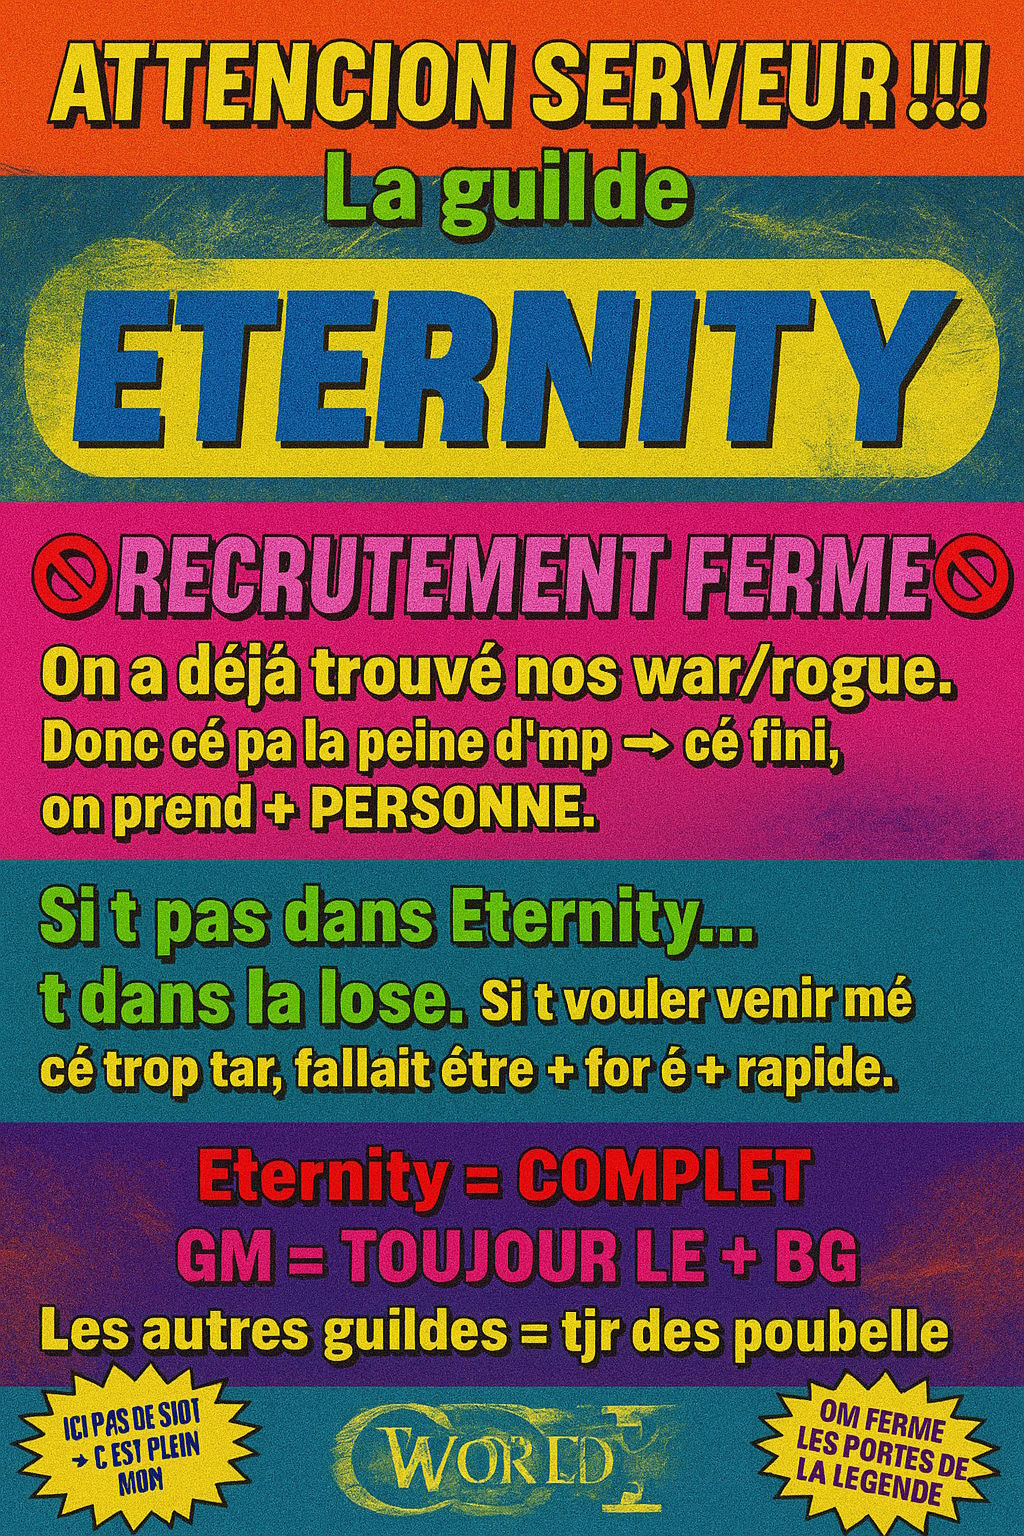 ATTENCION SERVEUR !!!
La guilde
ETERNITY
RECRUTEMENT FERME
On a déjá trouvé nos war/rogue.
Donc cé pa la peine d'mp → cé fini,
on prend + PERSONNE.
Si t pas dans Eternity...
t dans la lose. Si t vouler venir mé
cé trop tar, fallait étre + for é + rapide.
Eternity = COMPLET
GM = TOUJOUR LE + BG
Les autres guildes = tjr des poubelle
ICI PAS DE SIOT
→ C EST PLEIN
MON
WORLD
OM FERME
LES PORTES DE
LA LEGENDE